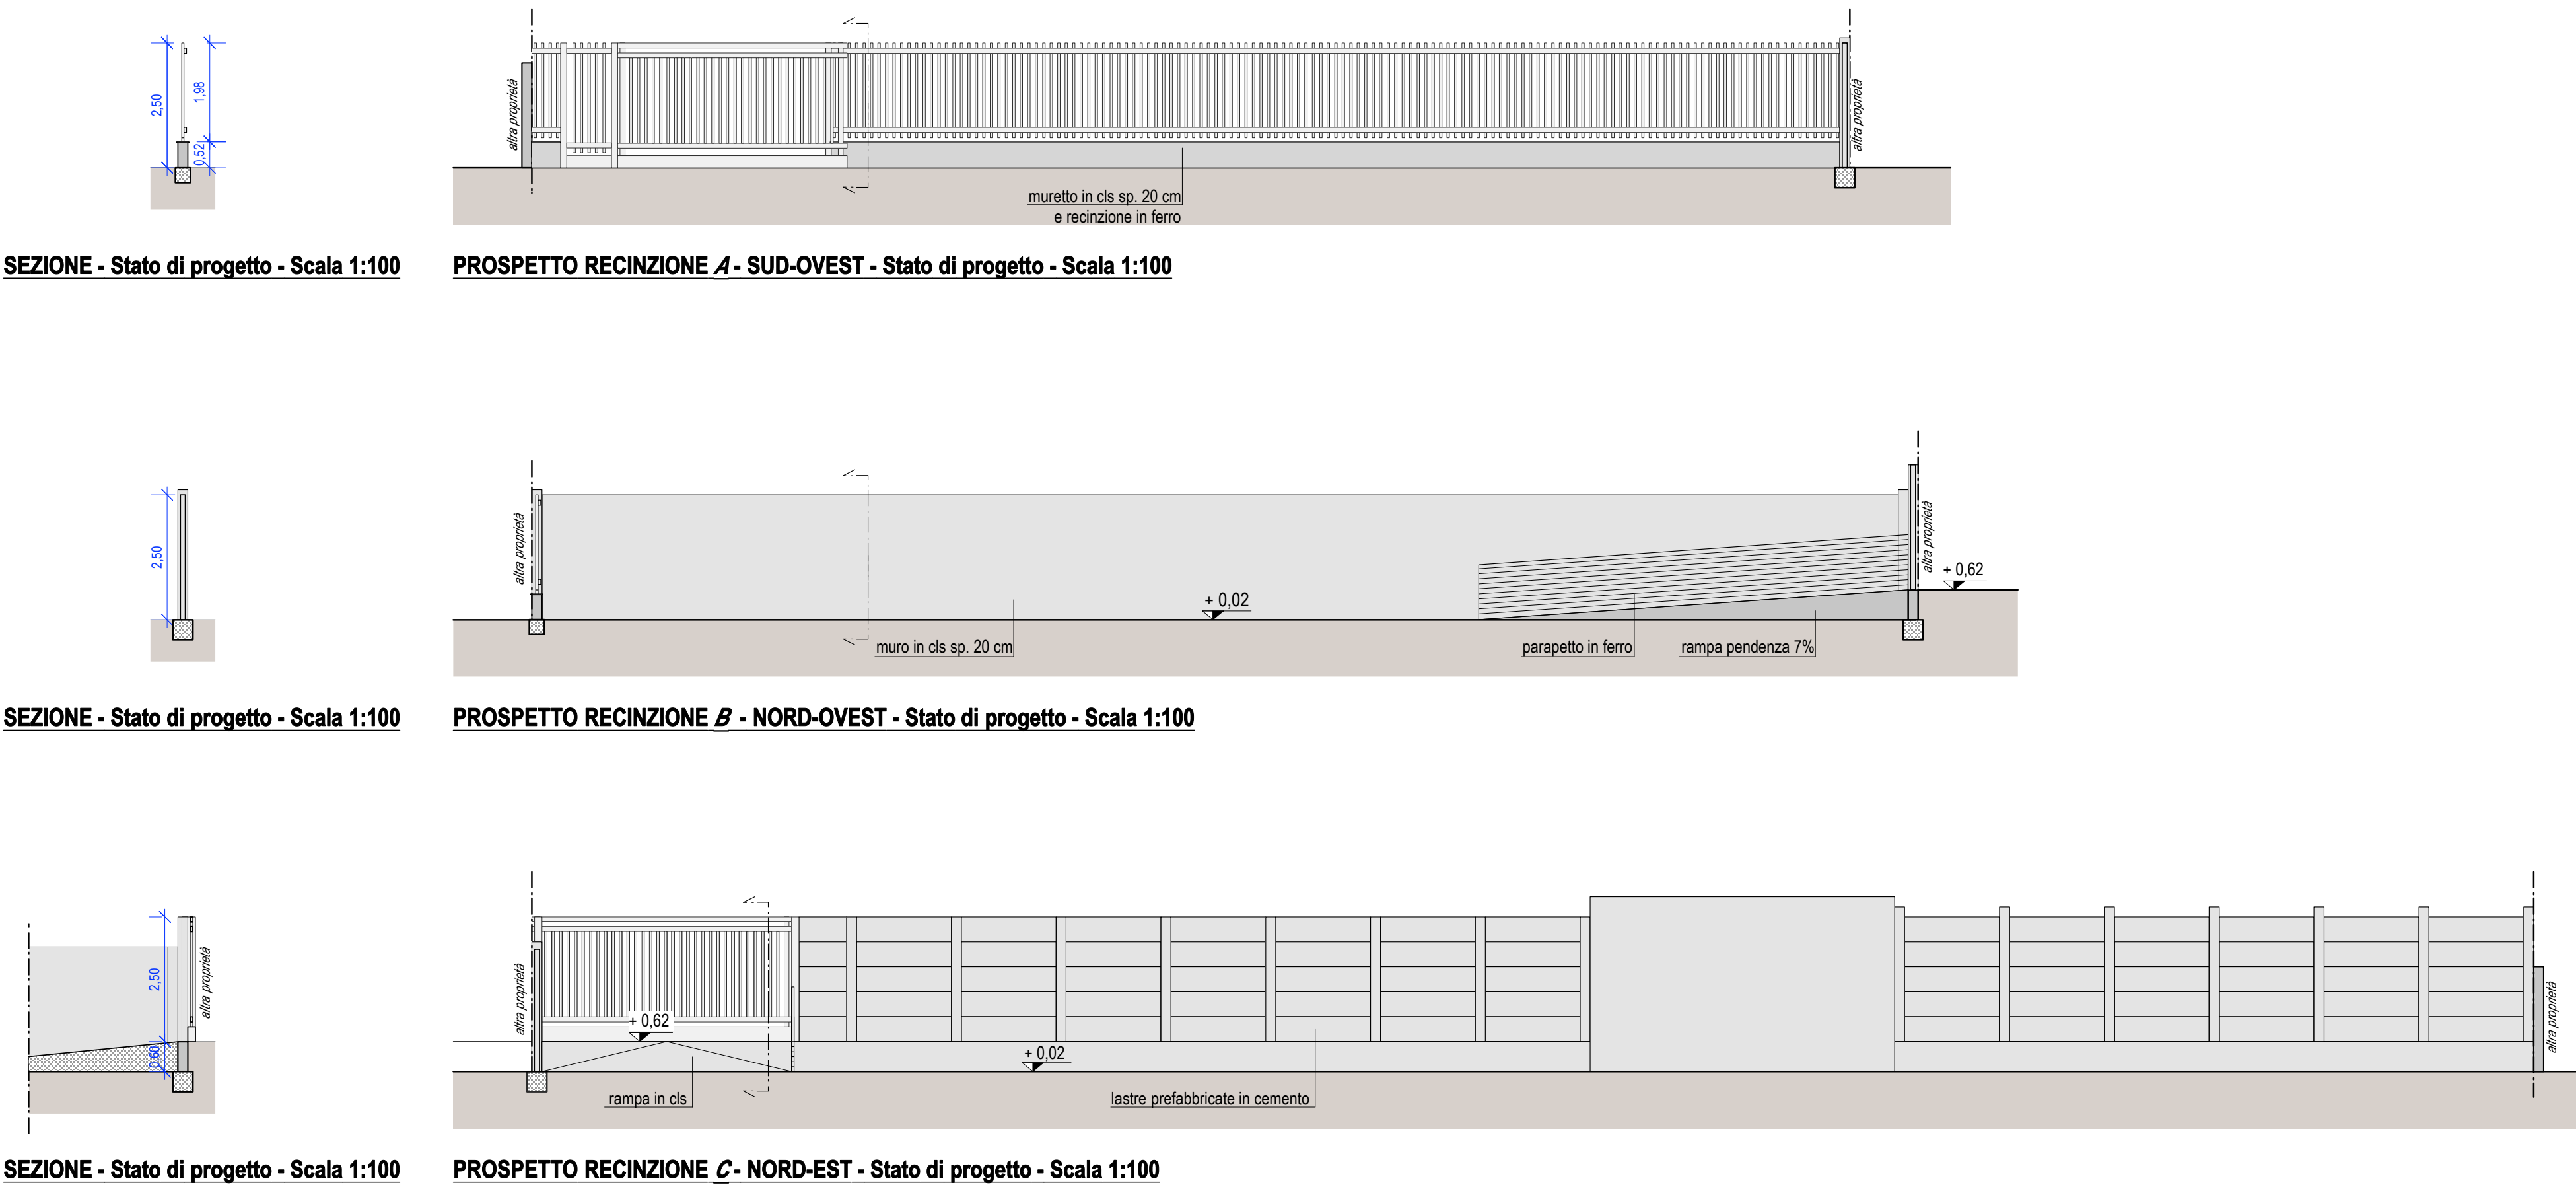 2,50
1,98
0,52
altra proprietà
altra proprietà
muretto in cls sp. 20 cm
e recinzione in ferro
SEZIONE - Stato di progetto - Scala 1:100
PROSPETTO RECINZIONE A - SUD-OVEST - Stato di progetto - Scala 1:100
2,50
altra proprietà
altra proprietà
+ 0,62
+ 0,02
muro in cls sp. 20 cm
parapetto in ferro
rampa pendenza 7%
SEZIONE - Stato di progetto - Scala 1:100
PROSPETTO RECINZIONE B - NORD-OVEST - Stato di progetto - Scala 1:100
2,50
0,60
altra proprietà
altra proprietà
+ 0,62
+ 0,02
altra proprietà
rampa in cls
lastre prefabbricate in cemento
SEZIONE - Stato di progetto - Scala 1:100
PROSPETTO RECINZIONE C - NORD-EST - Stato di progetto - Scala 1:100